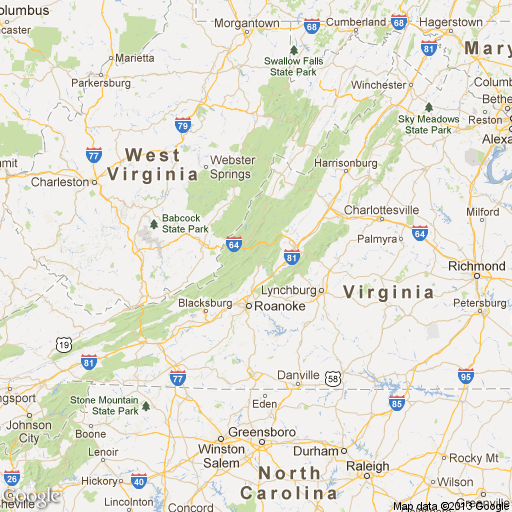 olumbus
Morgantown
68
Cumberland
68
Hagerstown
ncaster
Marietta
Swallow Falls
State Park
81
Mary
Parkersburg
Winchester
Columb
79
Bethe
Sky Meadows
State Park
Reston
Alexa
77
West
Virginia
Webster
Springs
Harrisonburg
mmit
Charleston
Babcock
State Park
Charlottesville
Milford
64
Palmyra
64
81
Richmond
Lynchburg
Virginia
Blacksburg
Roanoke
Petersburg
19
81
77
Danville
58
95
ngsport
Stone Mountain
State Park
Eden
85
Johnson
City
Boone
Greensboro
Winston
Salem
Durham
Lenoir
Rocky Mt
26
Hickory
40
North
Carolina
Raleigh
Wilson
Google
sheville
Lincolnton
Concord
Map data ©2013 Google